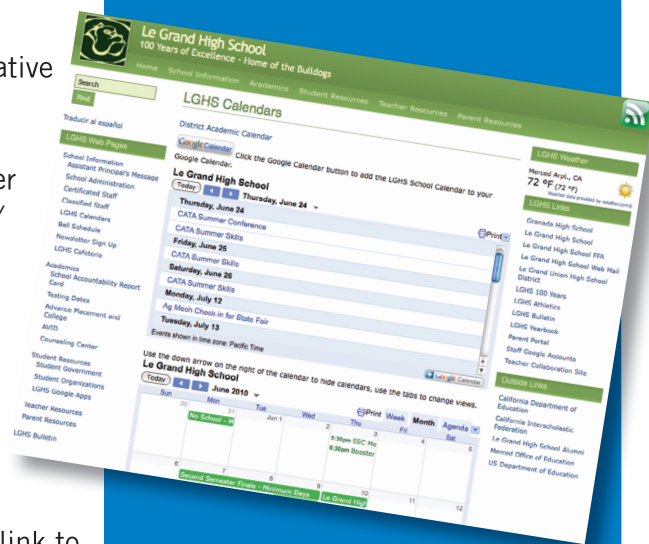 ative
er
link to
Le Grand High School
100 Years of Excellence - Home of the Bulldogs
Home School Information Academics Student Resources Teacher Resources Parent Resources
Search
Find
Traducir al español
LGHS Web Pages
School Information
Assistant Principal's Message
School Administration
Certificated Staff
Classified Staff
LGHS Calendars
Bell Schedule
Newsletter Sign Up
LGHS Cafeteria
Academics
School Accountability Report
Card
Testing Dates
Advance Placement and
College
AVID
Counseling Center
Student Resources
Student Government
Student Organizations
LGHS Google Apps
Teacher Resources
Parent Resources
LGHS Bulletin
LGHS Calendars
District Academic Calendar
Google Calendar Click the Google Calendar button to add the LGHS School Calendar to your
Google Calendar.
Le Grand High School
Today Thursday, June 24
Print
Thursday, June 24
CATA Summer Conference
CATA Summer Skills
Friday, June 25
CATA Summer Skills
Saturday, June 26
CATA Summer Skills
Monday, July 12
Ag Mech Check in for State Fair
Tuesday, July 13
Events shown in time zone: Pacific Time
Google Calendar
Use the down arrow on the right of the calendar to hide calendars, use the tabs to change views.
Le Grand High School
Today June 2010
Print Week Month Agenda
Sun Mon Tue Wed Thu Fri Sat
30 31 Jun 1 2 3 4 5
No School - M
5:30pm SSC Me
6:30pm Booster
6 7 8 9 10 11 12
Second Semester Finals - Minimum Days
Le Grand Hig
LGHS Weather
Merced Arpt., CA
72 °F (72 °F)
Weather data provided by weather.com®
LGHS Links
Granada High School
Le Grand High School
Le Grand High School FFA
Le Grand High School Web Mail
Le Grand Union High School
District
LGHS 100 Years
LGHS Athletics
LGHS Bulletin
LGHS Yearbook
Parent Portal
Staff Google Accounts
Teacher Collaboration Site
Outside Links
California Department of
Education
California Interscholastic
Federation
Le Grand High School Alumni
Merced Office of Education
US Department of Education